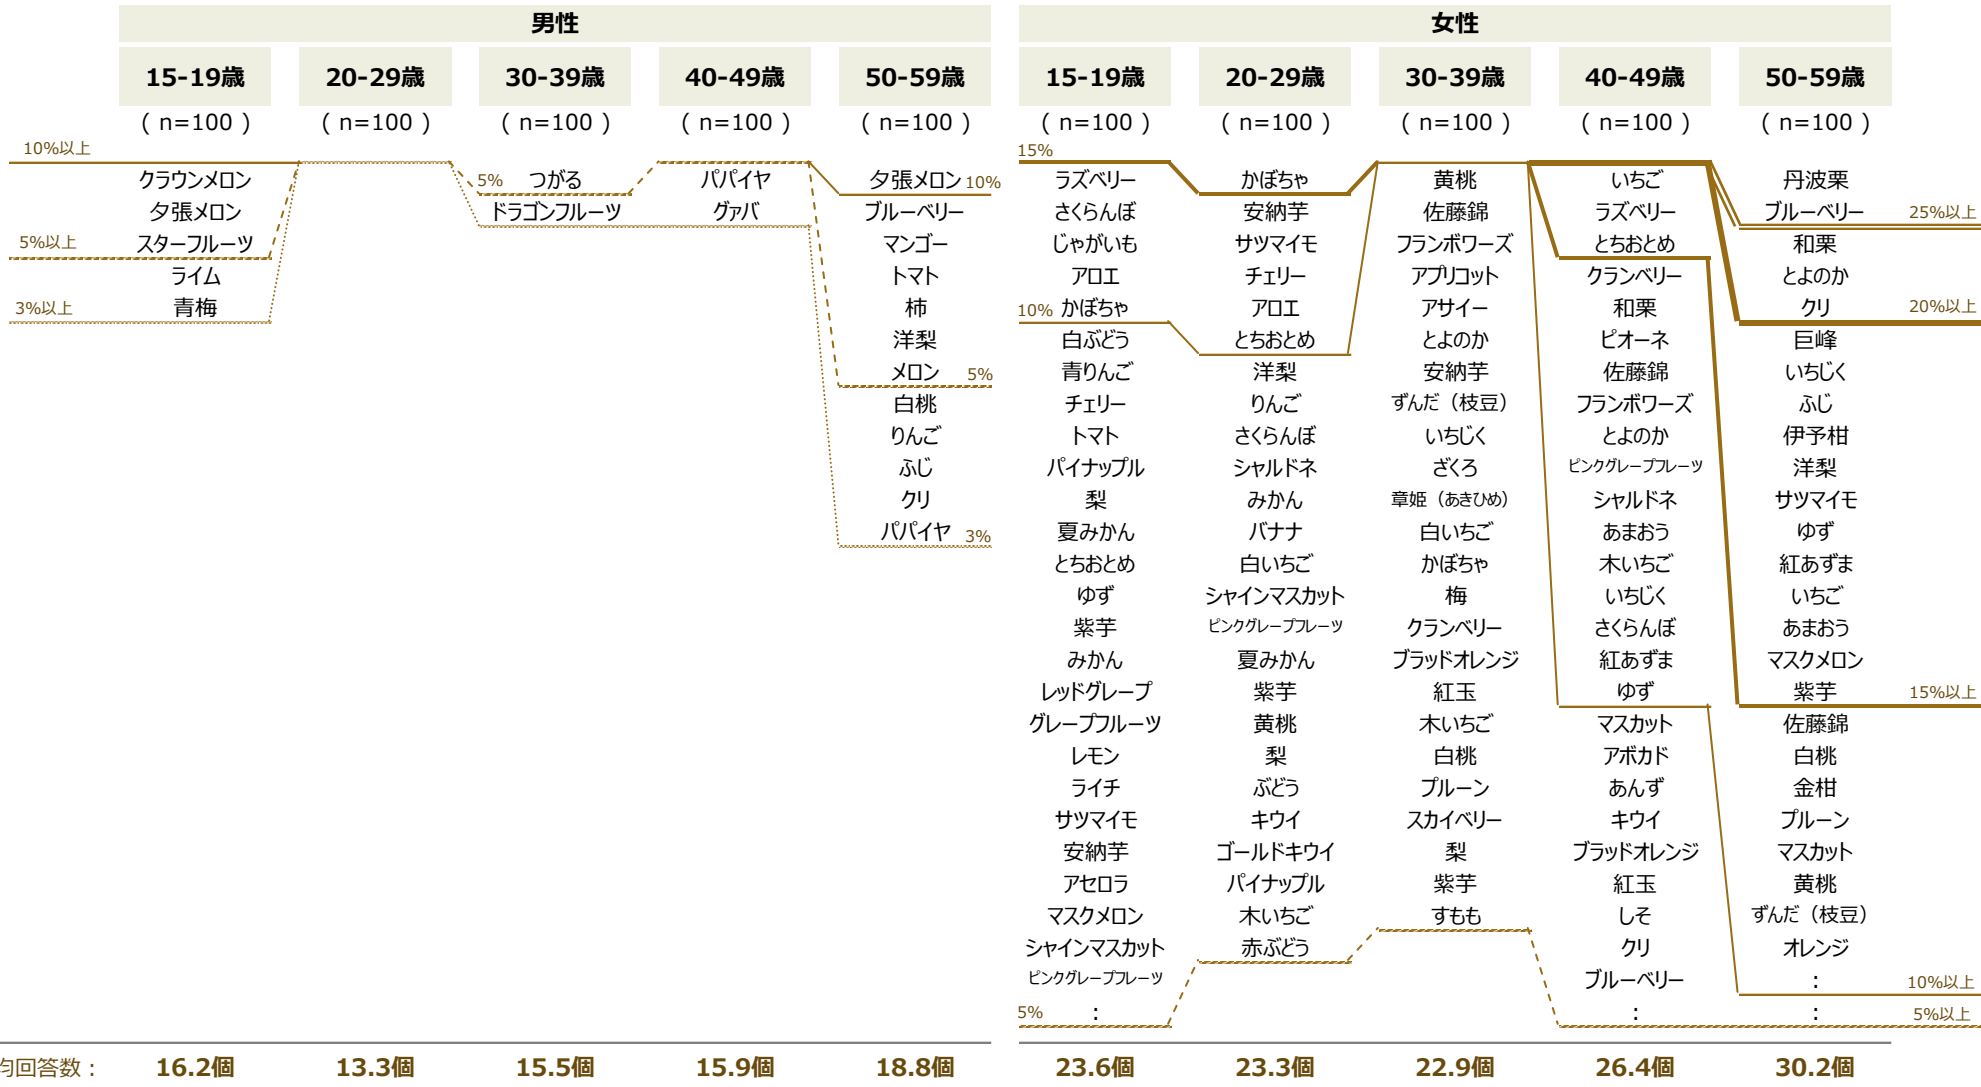 男性 女性
15-19歳 20-29歳 30-39歳 40-49歳 50-59歳 15-19歳 20-29歳 30-39歳 40-49歳 50-59歳
( n=100 ) ( n=100 ) ( n=100 ) ( n=100 ) ( n=100 ) ( n=100 ) ( n=100 ) ( n=100 ) ( n=100 ) ( n=100 )
10%以上 15%
クラウンメロン 5% つがる パパイヤ 夕張メロン 10% ラズベリー かぼちゃ 黄桃 いちご 丹波栗
夕張メロン ドラゴンフルーツ グァバ ブルーベリー さくらんぼ 安納芋 佐藤錦 ラズベリー ブルーベリー 25%以上
5%以上 スターフルーツ マンゴー じゃがいも サツマイモ フランボワーズ とちおとめ 和栗
ライム トマト アロエ チェリー アプリコット クランベリー とよのか
3%以上 青梅 柿 10% かぼちゃ アロエ アサイー 和栗 クリ 20%以上
洋梨 白ぶどう とちおとめ とよのか ピオーネ 巨峰
メロン 5% 青りんご 洋梨 安納芋 佐藤錦 いちじく
白桃 チェリー りんご ずんだ（枝豆） フランボワーズ ふじ
りんご トマト さくらんぼ いちじく とよのか 伊予柑
ふじ パイナップル シャルドネ ざくろ ピンクグレープフルーツ 洋梨
クリ 梨 みかん 章姫（あきひめ） シャルドネ サツマイモ
パパイヤ 3% 夏みかん バナナ 白いちご あまおう ゆず
とちおとめ 白いちご かぼちゃ 木いちご 紅あずま
ゆず シャインマスカット 梅 いちじく いちご
紫芋 ピンクグレープフルーツ クランベリー さくらんぼ あまおう
みかん 夏みかん ブラッドオレンジ 紅あずま マスクメロン
レッドグレープ 紫芋 紅玉 ゆず 紫芋 15%以上
グレープフルーツ 黄桃 木いちご マスカット 佐藤錦
レモン 梨 白桃 アボカド 白桃
ライチ ぶどう プルーン あんず 金柑
サツマイモ キウイ スカイベリー キウイ プルーン
安納芋 ゴールドキウイ 梨 ブラッドオレンジ マスカット
アセロラ パイナップル 紫芋 紅玉 黄桃
マスクメロン 木いちご すもも しそ ずんだ（枝豆）
シャインマスカット 赤ぶどう クリ オレンジ
ピンクグレープフルーツ ブルーベリー : 10%以上
5% : : : 5%以上
均回答数： 16.2個 13.3個 15.5個 15.9個 18.8個 23.6個 23.3個 22.9個 26.4個 30.2個